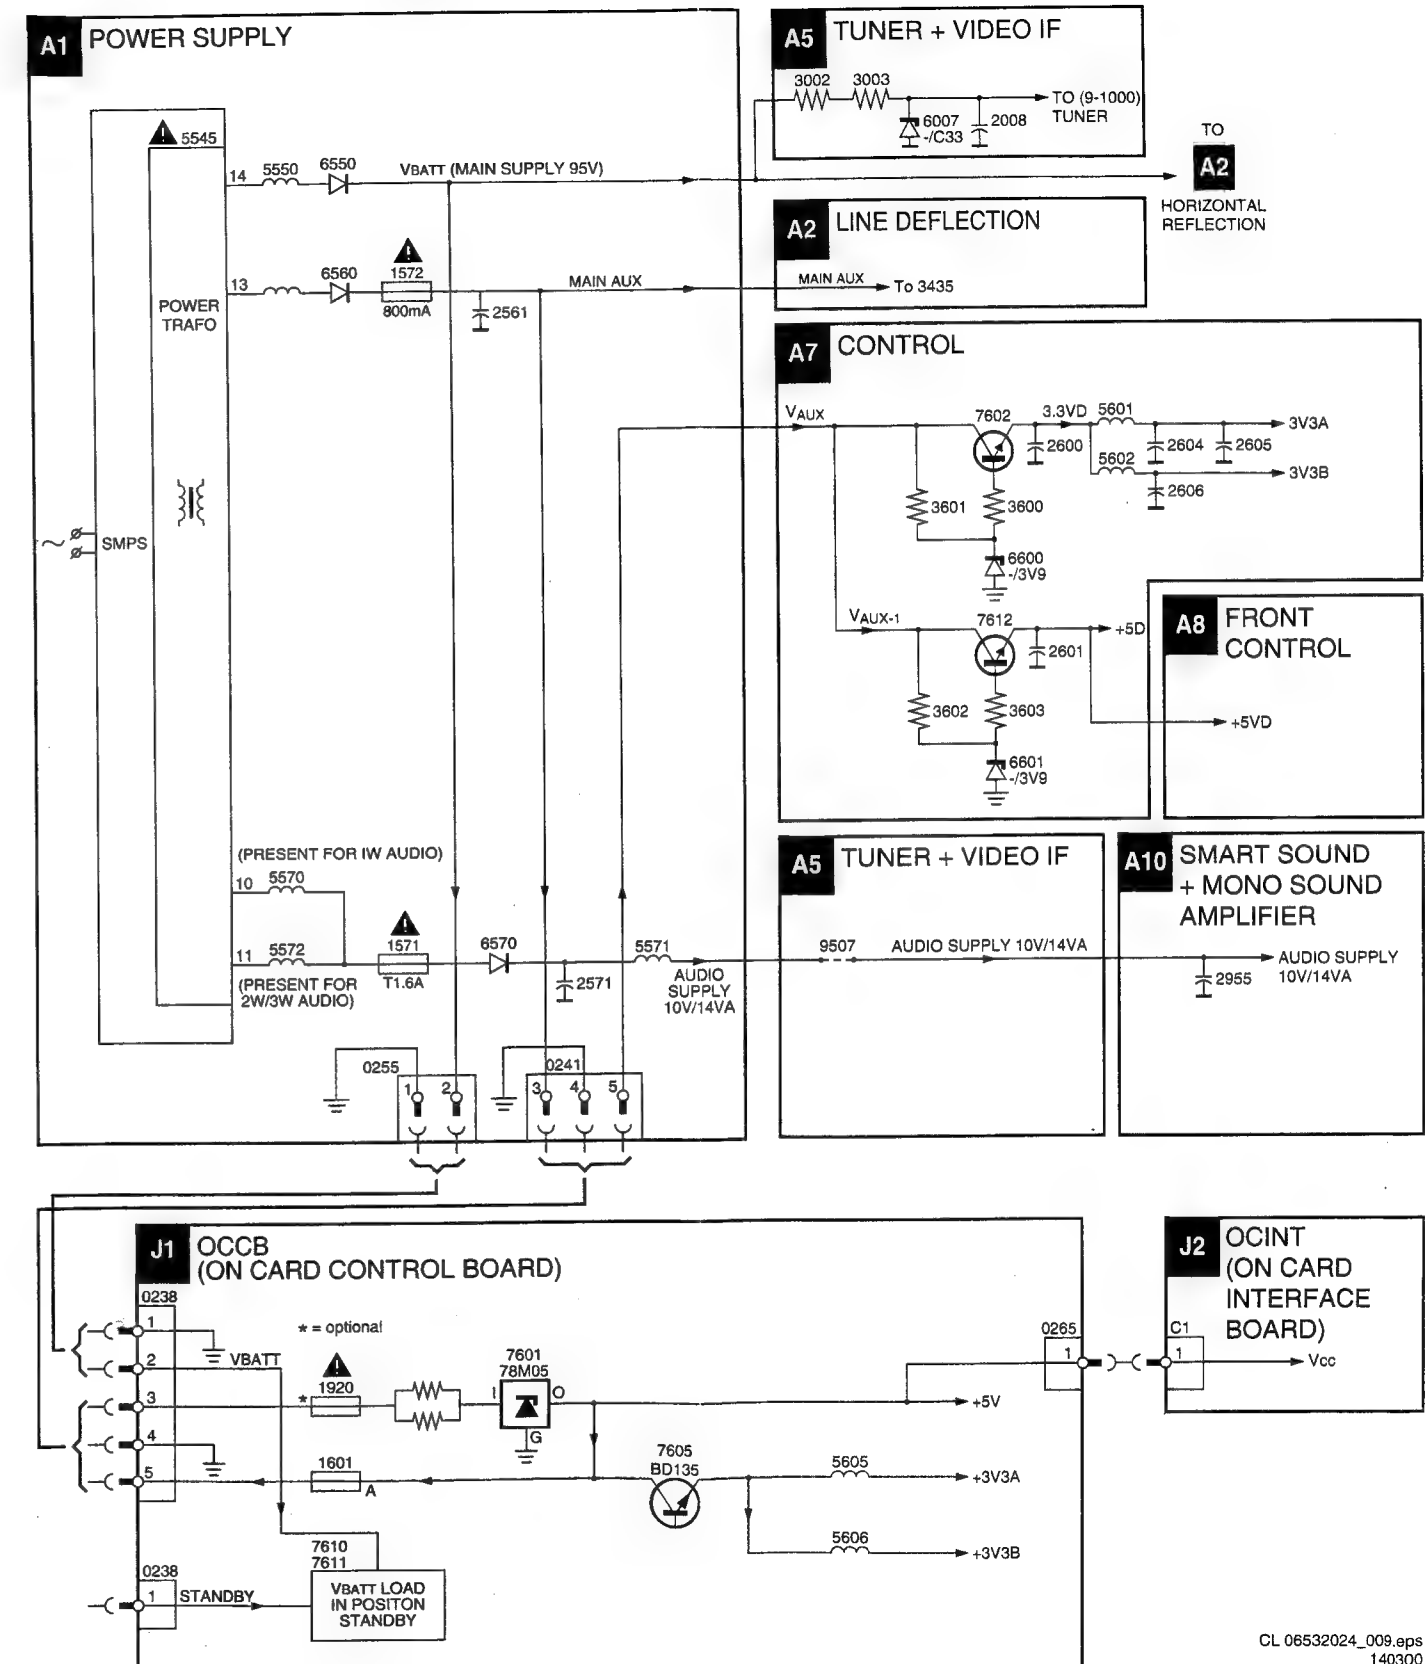 A1 POWER SUPPLY
5545
14
5550
6550
VBATT (MAIN SUPPLY 95V)
13
6560
1572
800mA
2561
MAIN AUX
POWER
TRAFO
SMPS
(PRESENT FOR IW AUDIO)
10
5570
11
5572
(PRESENT FOR
2W/3W AUDIO)
1571
T1.6A
6570
2571
5571
AUDIO
SUPPLY
10V/14VA
0255
1
2
0241
3
4
5
A5 TUNER + VIDEO IF
3002
3003
6007
-/C33
2008
TO (9-1000)
TUNER
TO
A2
HORIZONTAL
REFLECTION
A2 LINE DEFLECTION
MAIN AUX
To 3435
A7 CONTROL
VAUX
7602
3.3VD
5601
3V3A
2600
2604
2605
5602
3V3B
2606
3601
3600
6600
-/3V9
VAUX-1
7612
+5D
2601
3602
3603
6601
-/3V9
A8 FRONT
CONTROL
+5VD
A5 TUNER + VIDEO IF
9507
AUDIO SUPPLY 10V/14VA
A10 SMART SOUND
+ MONO SOUND
AMPLIFIER
AUDIO SUPPLY
10V/14VA
2955
J1 OCCB
(ON CARD CONTROL BOARD)
0238
1
2
3
4
5
* = optional
VBATT
*
1920
7601
78M05
I
O
G
+5V
1601
A
7605
BD135
5605
+3V3A
5606
+3V3B
0265
1
7610
7611
VBATT LOAD
IN POSITON
STANDBY
0238
1
STANDBY
J2 OCINT
(ON CARD
INTERFACE
BOARD)
C1
1
Vcc
CL 06532024_009.eps
140300